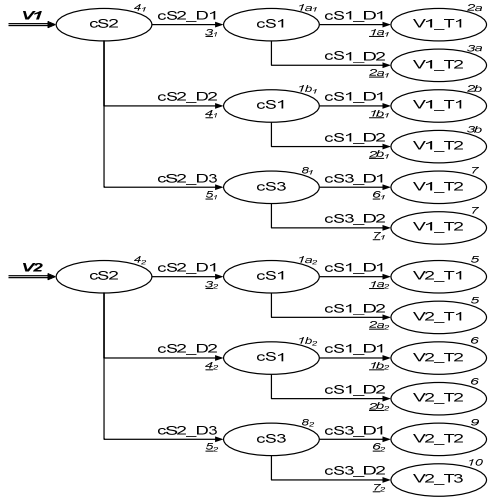 V1 cS2 4₁ cS2_D1 3₁ cS1 1a₁ cS1_D1 1a₁ V1_T1 2a
cS1_D2 2a₁ V1_T2 3a
cS2_D2 4₁ cS1 1b₁ cS1_D1 1b₁ V1_T1 2b
cS1_D2 2b₁ V1_T2 3b
cS2_D3 5₁ cS3 8₁ cS3_D1 6₁ V1_T2 7
cS3_D2 7₁ V1_T2 7
V2 cS2 4₂ cS2_D1 3₂ cS1 1a₂ cS1_D1 1a₂ V2_T1 5
cS1_D2 2a₂ V2_T1 5
cS2_D2 4₂ cS1 1b₂ cS1_D1 1b₂ V2_T2 6
cS1_D2 2b₂ V2_T2 6
cS2_D3 5₂ cS3 8₂ cS3_D1 6₂ V2_T2 9
cS3_D2 7₂ V2_T3 10